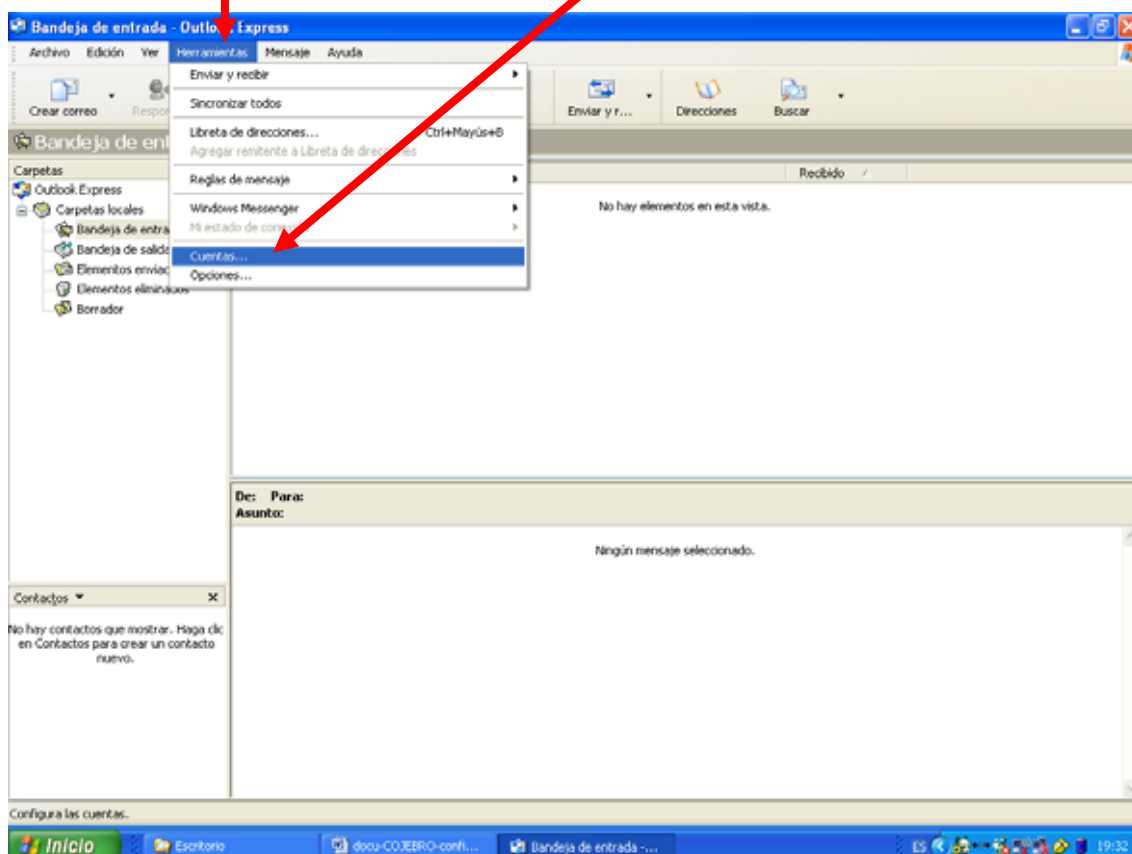 Bandeja de entrada - Outlook Express
Archivo Edición Ver Herramientas Mensaje Ayuda
Crear correo Enviar y r... Direcciones Buscar
Bandeja de
Enviar y recibir
Sincronizar todos
Libreta de direcciones... Ctrl+Mayús+B
Agregar remitente a Libreta de direcciones
Reglas de mensaje
Windows Messenger
Mi estado de
Cuentas...
Opciones...
Carpetas
Outlook Express
Carpetas locales
Bandeja de entra
Bandeja de salida
Elementos enviad
Elementos eliminados
Borrador
Recibido
No hay elementos en esta vista.
De: Para:
Asunto:
Ningún mensaje seleccionado.
Contactos
No hay contactos que mostrar. Haga clic
en Contactos para crear un contacto
nuevo.
Configura las cuentas.
Inicio Escritorio docu-COJEBRO-confi... Bandeja de entrada -... ES 19:32